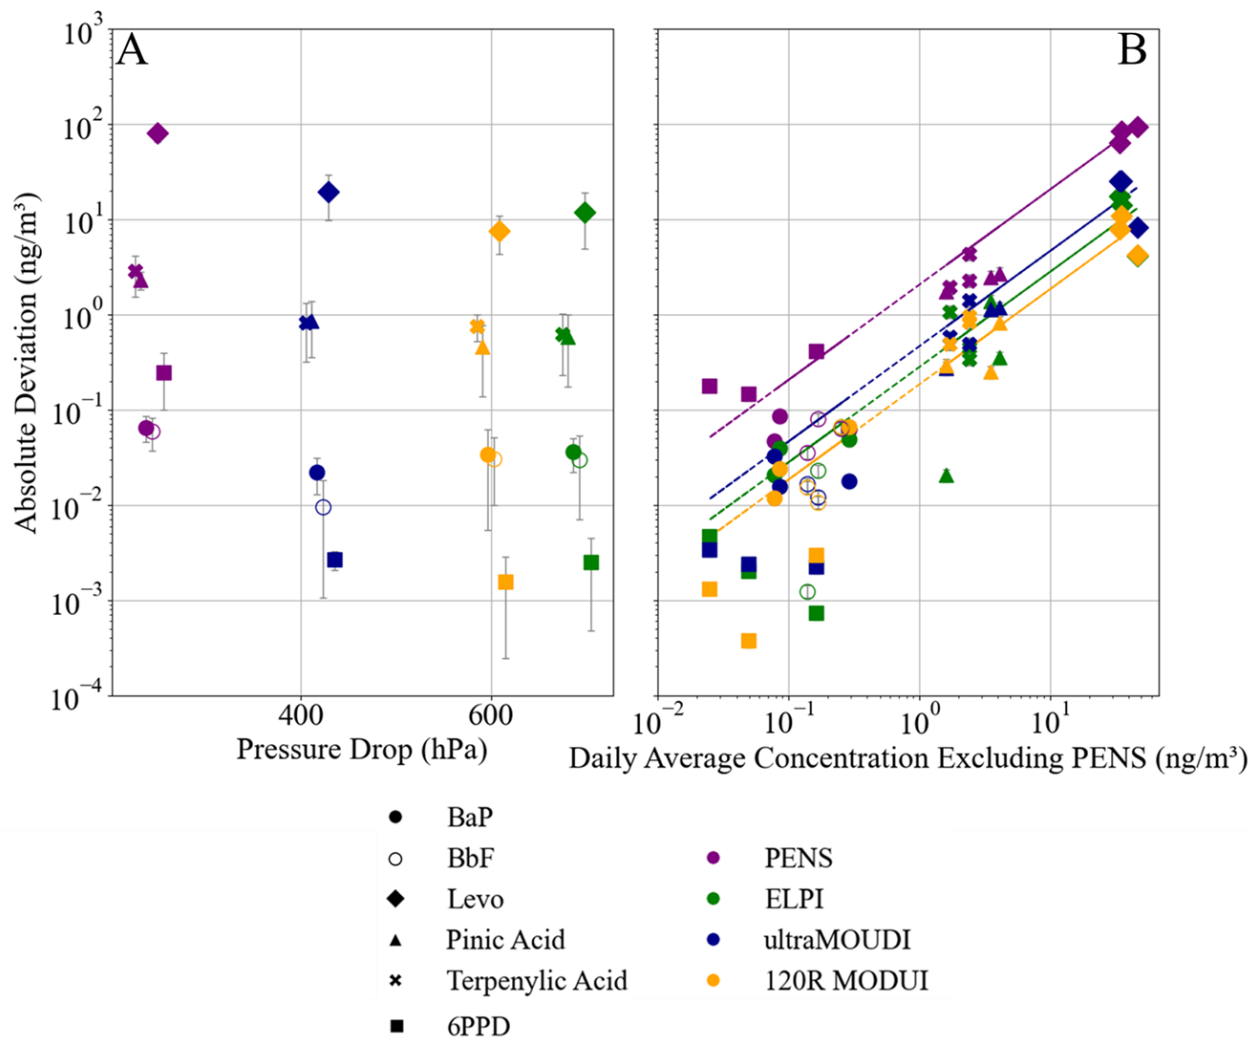 A
B
Absolute Deviation (ng/m³)
10³
10²
10¹
10⁰
10⁻¹
10⁻²
10⁻³
10⁻⁴
400 600
10⁻² 10⁻¹ 10⁰ 10¹
Pressure Drop (hPa)
Daily Average Concentration Excluding PENS (ng/m³)
BaP
BbF
Levo
Pinic Acid
Terpenylic Acid
6PPD
PENS
ELPI
ultraMOUDI
120R MODUI